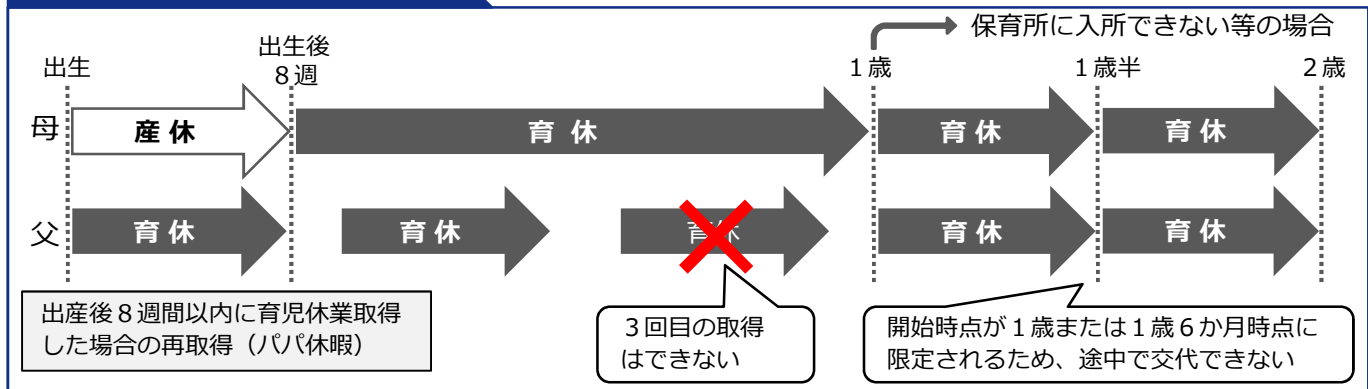 保育所に入所できない等の場合
出生
出生後
８週
１歳
１歳半
２歳
母
産 休
育 休
育 休
育 休
父
育 休
育 休
育休
育 休
育 休
出産後８週間以内に育児休業取得
した場合の再取得（パパ休暇）
３回目の取得
はできない
開始時点が１歳または１歳６か月時点に
限定されるため、途中で交代できない